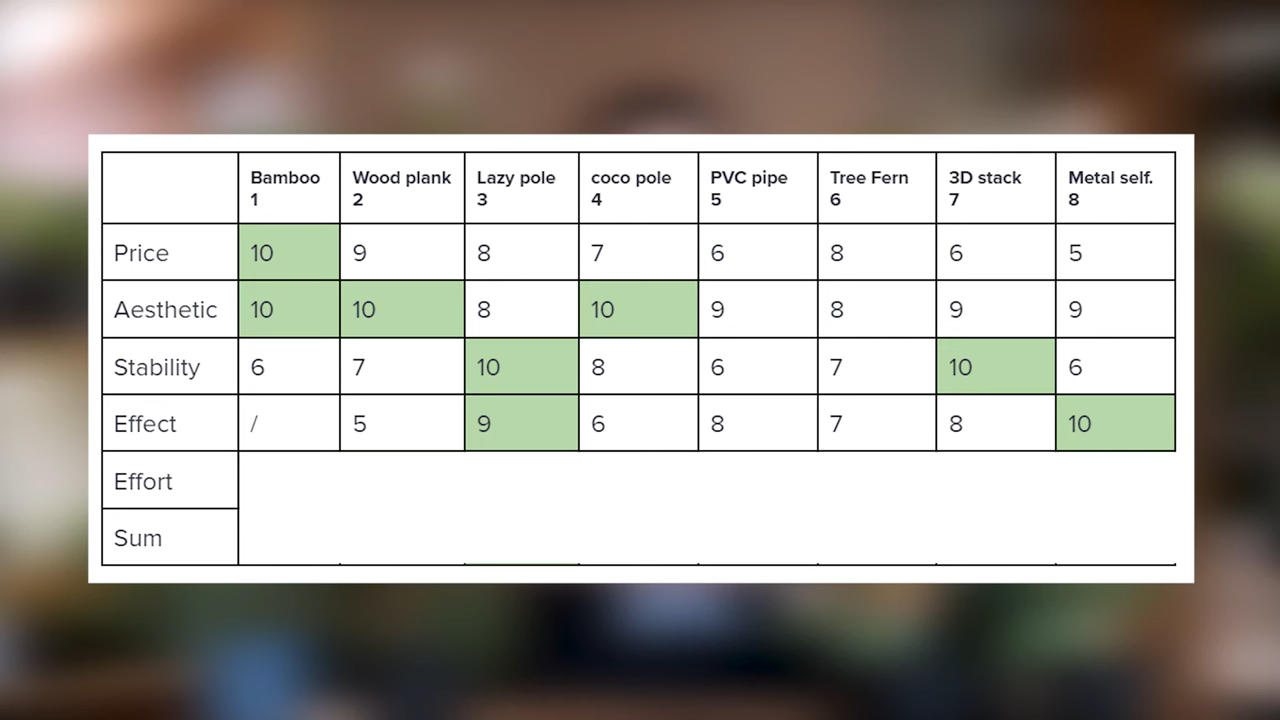 Bamboo Wood plank Lazy pole coco pole PVC pipe Tree Fern 3D stack Metal self.
1 2 3 4 5 6 7 8
Price 10 9 8 7 6 8 6 5
Aesthetic 10 10 8 10 9 8 9 9
Stability 6 7 10 8 6 7 10 6
Effect / 5 9 6 8 7 8 10
Effort
Sum